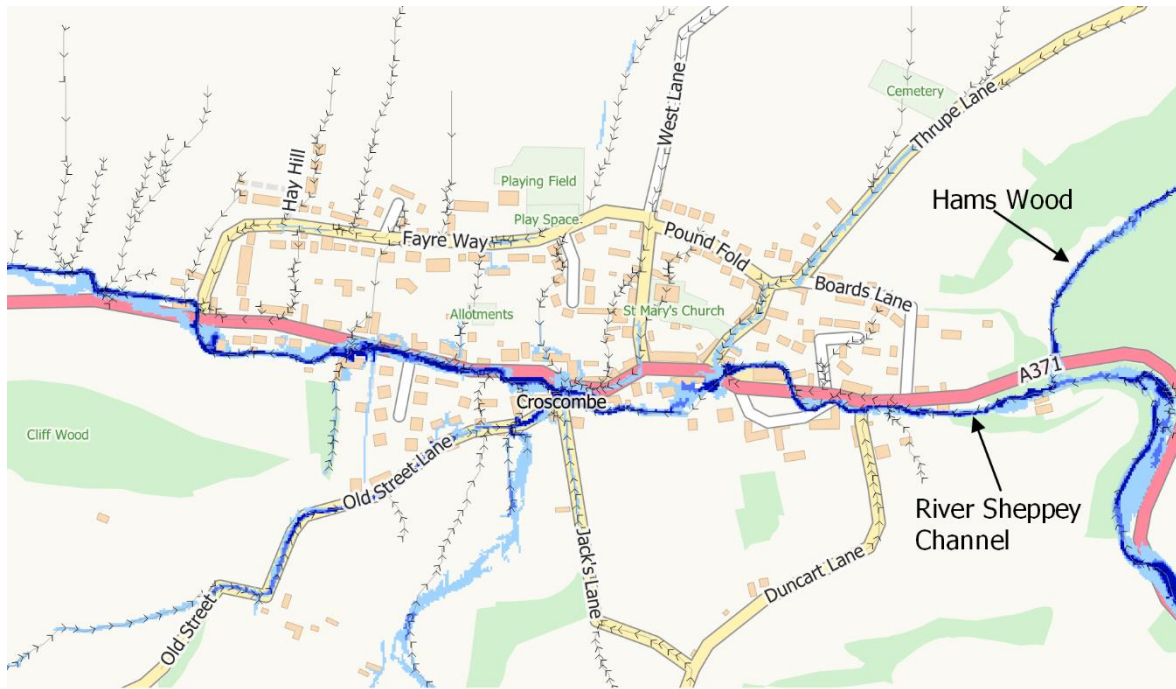 Cemetery
Thrupe Lane
West Lane
Hay Hill
Playing Field
Play Space
Fayre Way
Pound Fold
Hams Wood
Boards Lane
Allotments
St Mary's Church
A371
Croscombe
Cliff Wood
Old Street Lane
River Sheppey
Channel
Jack's Lane
Duncart Lane
Old Street